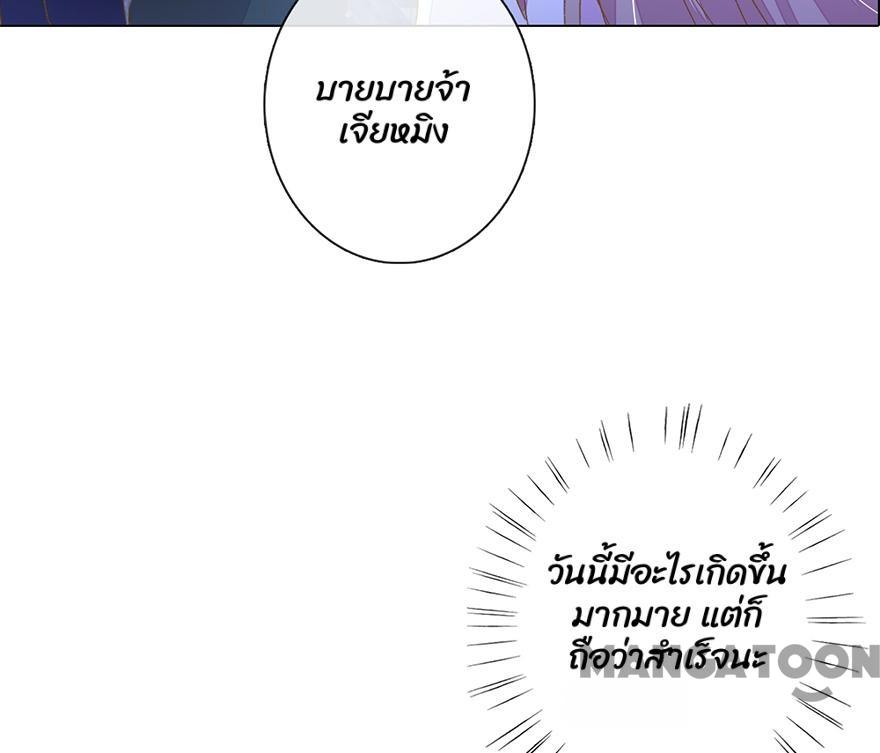 บายบายจ้า
เจียหมิง
วันนี้มีอะไรเกิดขึ้น
มากมาย แต่ก็
ถือว่าสำเร็จนะ
MANGATOON